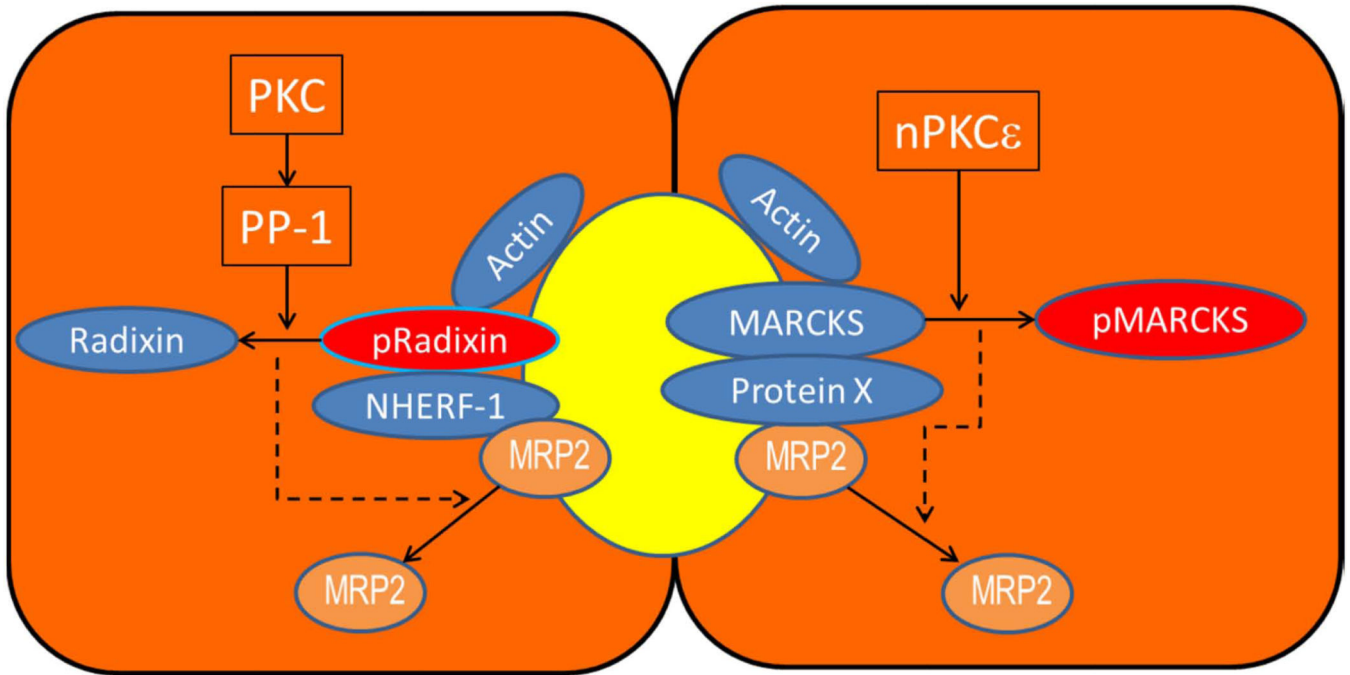 PKC
PP-1
Actin
Radixin
pRadixin
NHERF-1
MRP2
MRP2
nPKCε
Actin
MARCKS
pMARCKS
Protein X
MRP2
MRP2